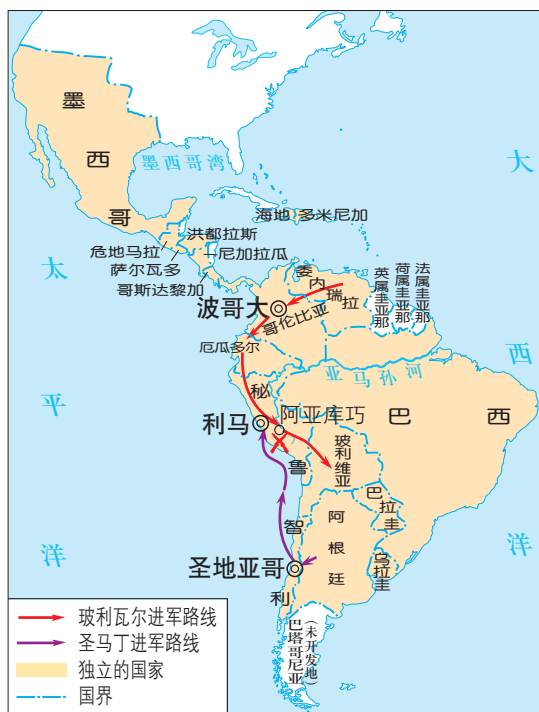 墨西哥
墨西哥湾
大西洋
太平洋
海地 多米尼加
洪都拉斯
危地马拉
尼加拉瓜
萨尔瓦多
哥斯达黎加
委内瑞拉
英属圭亚那
荷属圭亚那
法属圭亚那
波哥大
哥伦比亚
厄瓜多尔
亚马孙河
秘鲁
阿亚库巧
利马
巴西
玻利维亚
巴拉圭
阿根廷
智利
乌拉圭
圣地亚哥
巴塔哥尼亚
(未开发地)
玻利瓦尔进军路线
圣马丁进军路线
独立的国家
国界